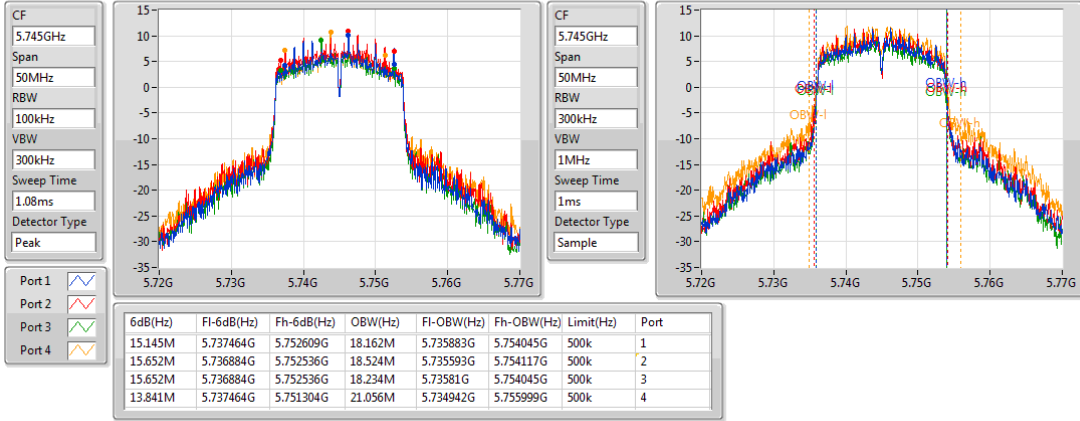 CF
5.745GHz
Span
50MHz
RBW
100kHz
VBW
300kHz
Sweep Time
1.08ms
Detector Type
Peak
15
10
5
0
-5
-10
-15
-20
-25
-30
-35
5.72G 5.73G 5.74G 5.75G 5.76G 5.77G
CF
5.745GHz
Span
50MHz
RBW
300kHz
VBW
1MHz
Sweep Time
1ms
Detector Type
Sample
15
10
5
0
-5
-10
-15
-20
-25
-30
-35
OBW-l OBW-h
OBW-l OBW-h
5.72G 5.73G 5.74G 5.75G 5.76G 5.77G
Port 1
Port 2
Port 3
Port 4
6dB(Hz) Fl-6dB(Hz) Fh-6dB(Hz) OBW(Hz) Fl-OBW(Hz) Fh-OBW(Hz) Limit(Hz) Port
15.145M 5.737464G 5.752609G 18.162M 5.735883G 5.754045G 500k 1
15.652M 5.736884G 5.752536G 18.524M 5.735593G 5.754117G 500k 2
15.652M 5.736884G 5.752536G 18.234M 5.73581G 5.754045G 500k 3
13.841M 5.737464G 5.751304G 21.056M 5.734942G 5.755999G 500k 4